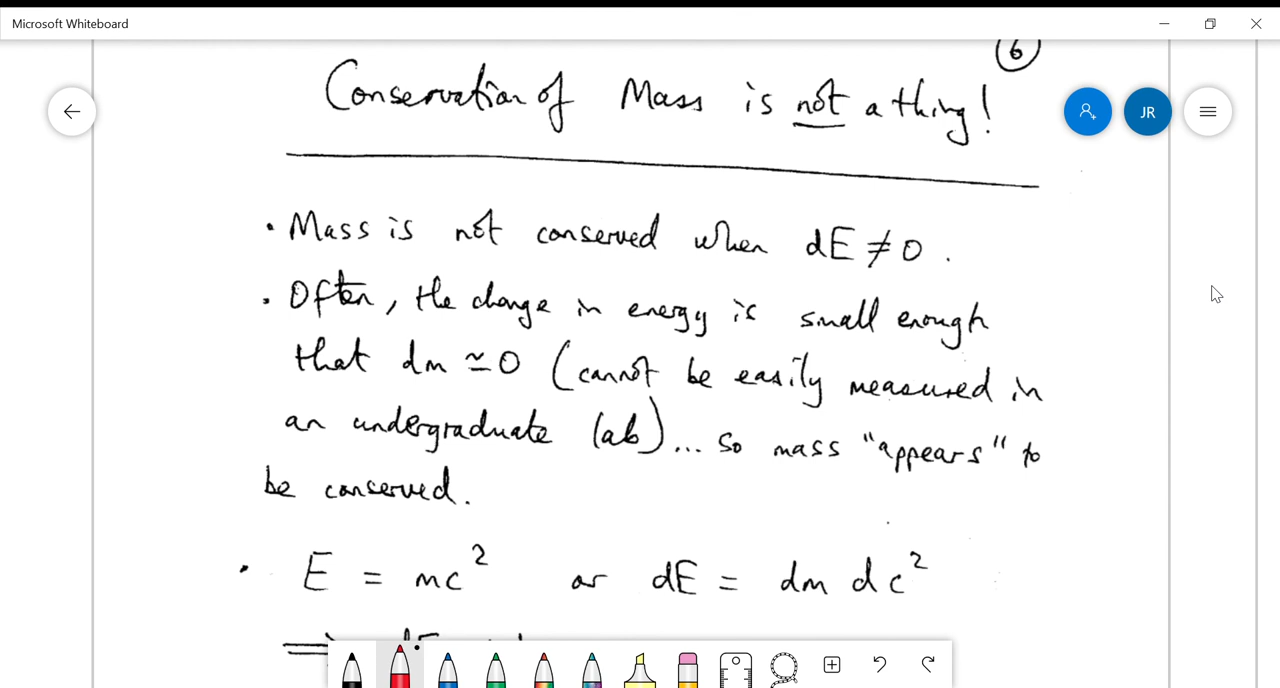 Microsoft Whiteboard
6
Conservation of Mass is not a thing!
JR
• Mass is not conserved when dE ≠ 0.
• Often, the change in energy is small enough
that dm ≃ 0 (cannot be easily measured in
an undergraduate lab)... so mass "appears" to
be conserved.
• E = mc² or dE = dm dc²